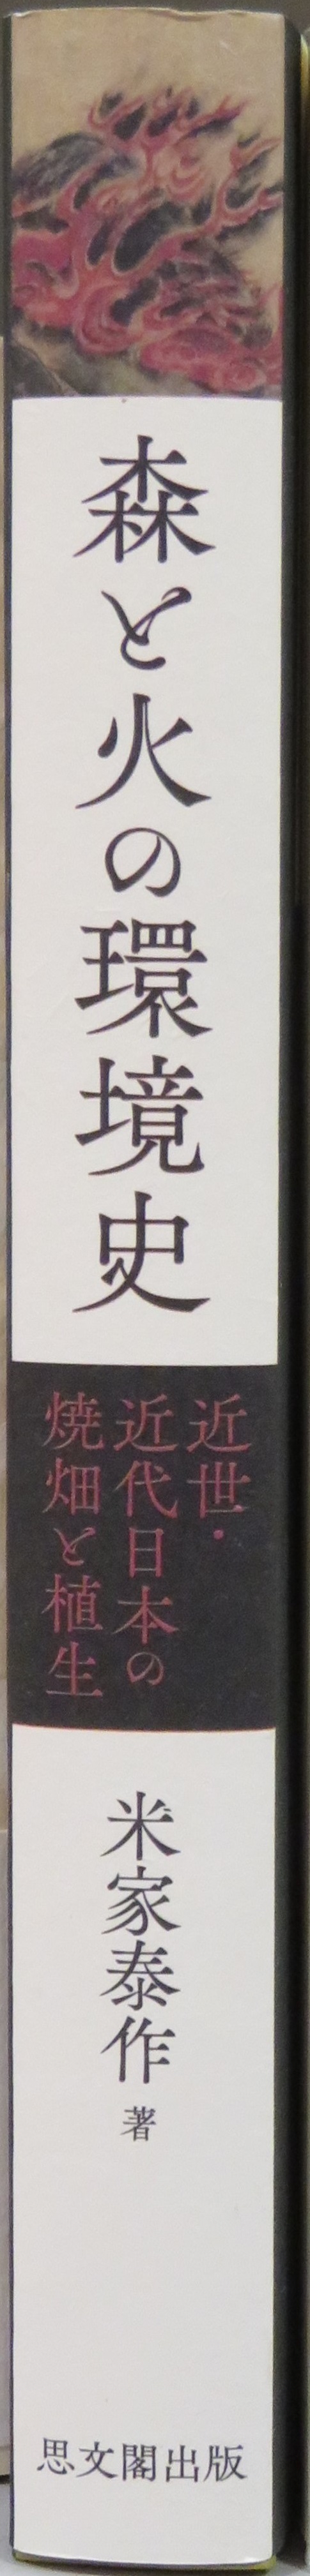 森と火の環境史
近世・
近代日本の
焼畑と植生
米家泰作 著
思文閣出版